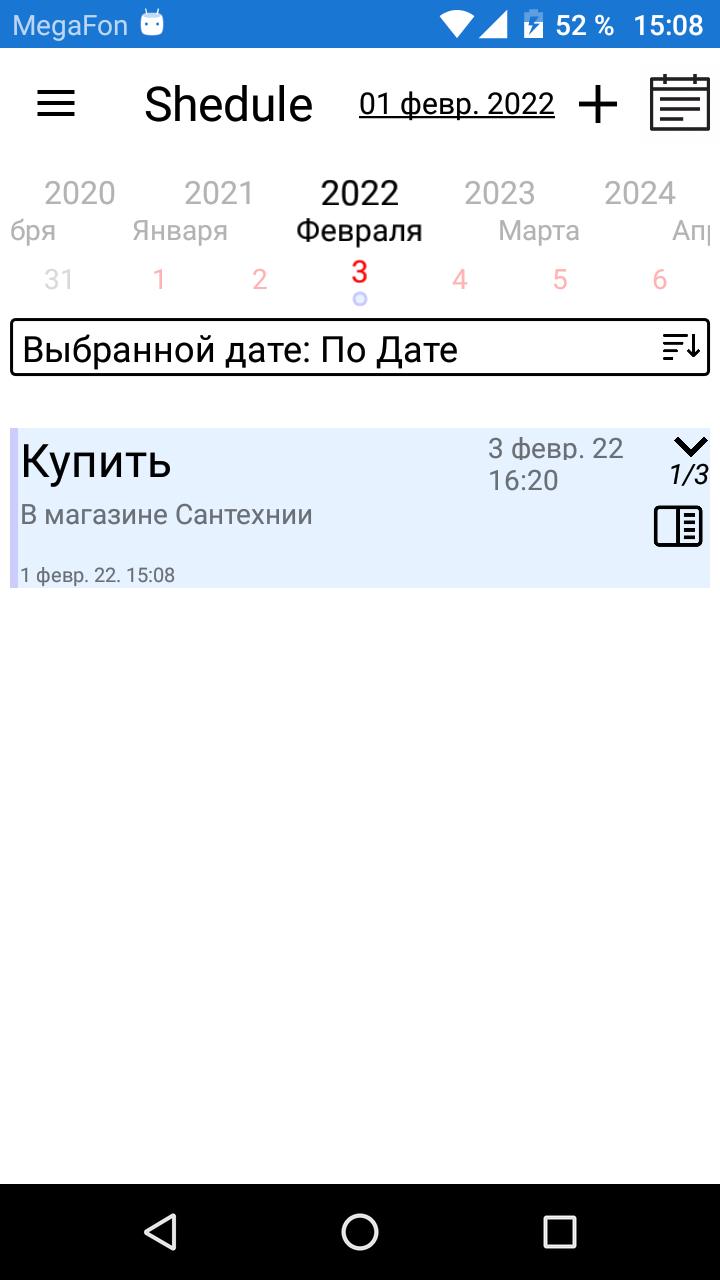 MegaFon 52 % 15:08
Shedule 01 февр. 2022
2020 2021 2022 2023 2024
бря Января Февраля Марта Апр
31 1 2 3 4 5 6
Выбранной дате: По Дате
Купить 3 февр. 22
16:20 1/3
В магазине Сантехнии
1 февр. 22. 15:08